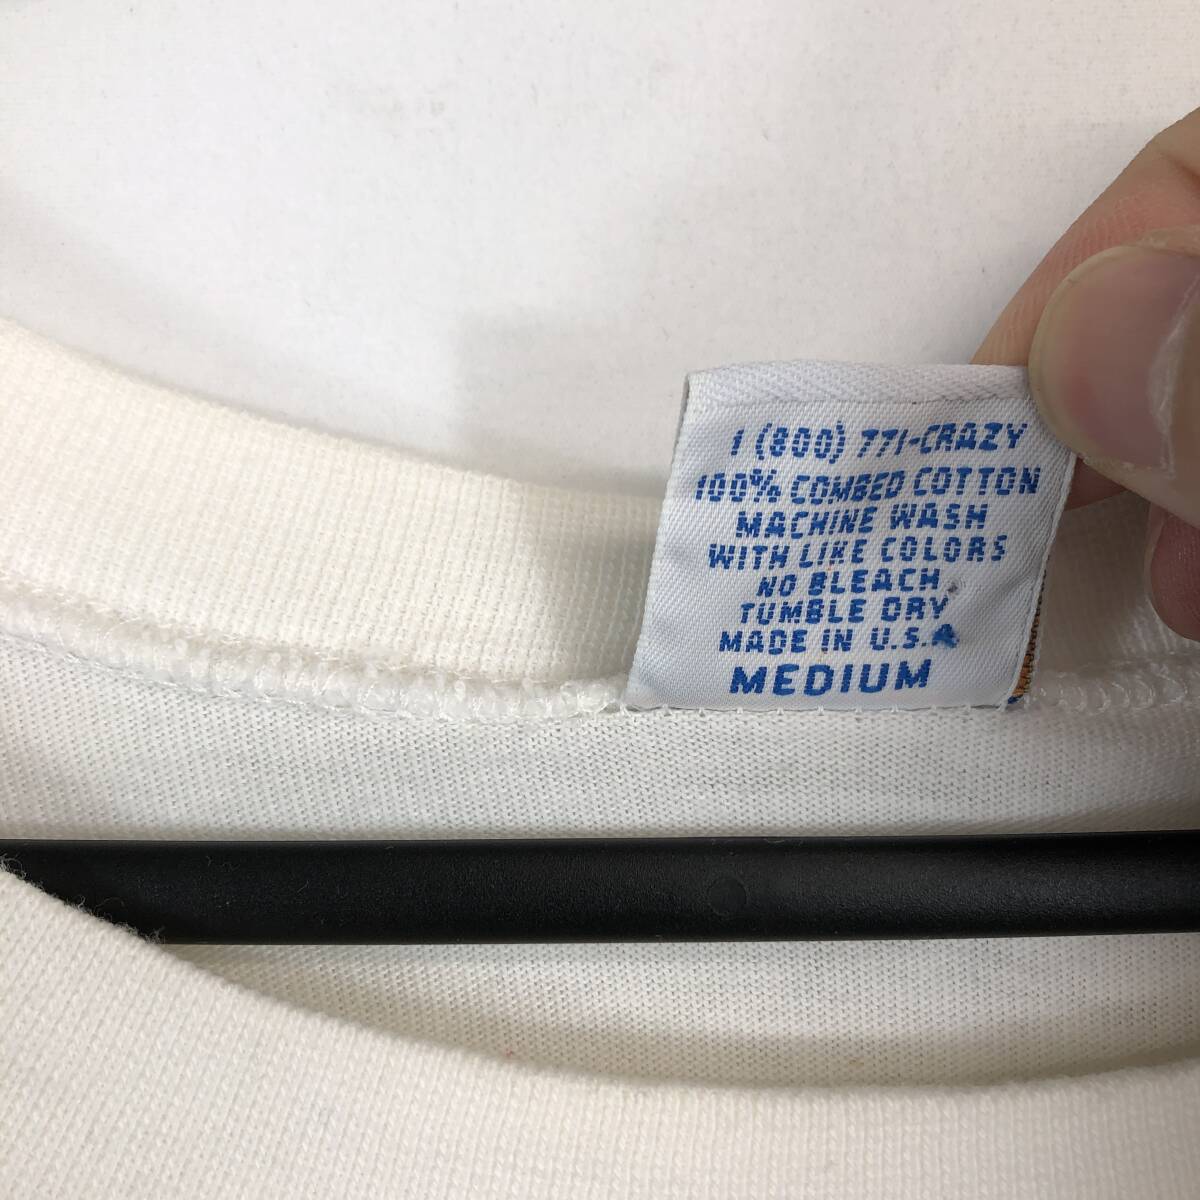 1 (800) 771-CRAZY
100% COMBED COTTON
MACHINE WASH
WITH LIKE COLORS
NO BLEACH
TUMBLE DRY
MADE IN U.S.A
MEDIUM